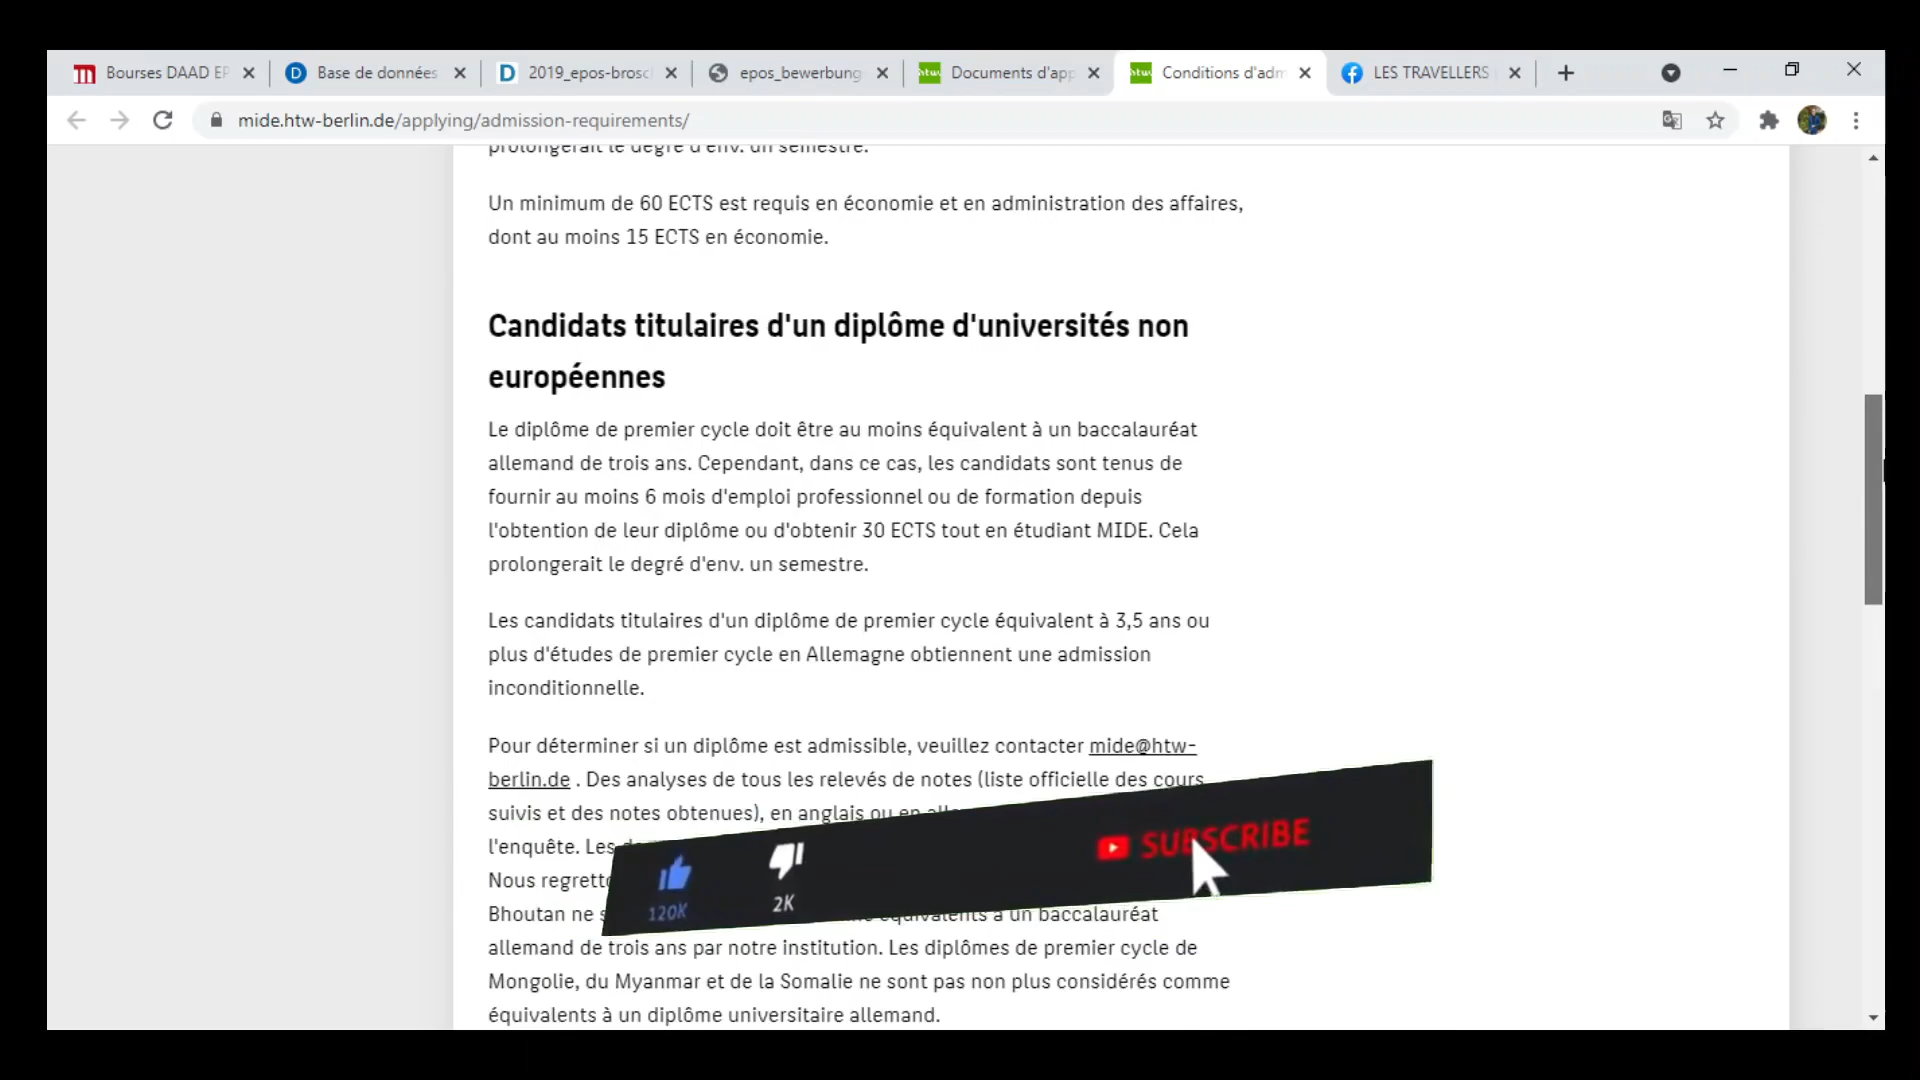 Bourses DAAD EP
Base de données
2019_epos-brosc
epos_bewerbung
Documents d'app
Conditions d'adm
LES TRAVELLERS
mide.htw-berlin.de/applying/admission-requirements/
prolongerait le degré d'env. un semestre.
Un minimum de 60 ECTS est requis en économie et en administration des affaires,
dont au moins 15 ECTS en économie.
Candidats titulaires d'un diplôme d'universités non
européennes
Le diplôme de premier cycle doit être au moins équivalent à un baccalauréat
allemand de trois ans. Cependant, dans ce cas, les candidats sont tenus de
fournir au moins 6 mois d'emploi professionnel ou de formation depuis
l'obtention de leur diplôme ou d'obtenir 30 ECTS tout en étudiant MIDE. Cela
prolongerait le degré d'env. un semestre.
Les candidats titulaires d'un diplôme de premier cycle équivalent à 3,5 ans ou
plus d'études de premier cycle en Allemagne obtiennent une admission
inconditionnelle.
Pour déterminer si un diplôme est admissible, veuillez contacter mide@htw-
berlin.de . Des analyses de tous les relevés de notes (liste officielle des cours
suivis et des notes obtenues), en anglais ou en
l'enquête. Les
Nous
Bhoutan ne
équivalents à un baccalauréat
allemand de trois ans par notre institution. Les diplômes de premier cycle de
Mongolie, du Myanmar et de la Somalie ne sont pas non plus considérés comme
équivalents à un diplôme universitaire allemand.
120K
2K
SUBSCRIBE